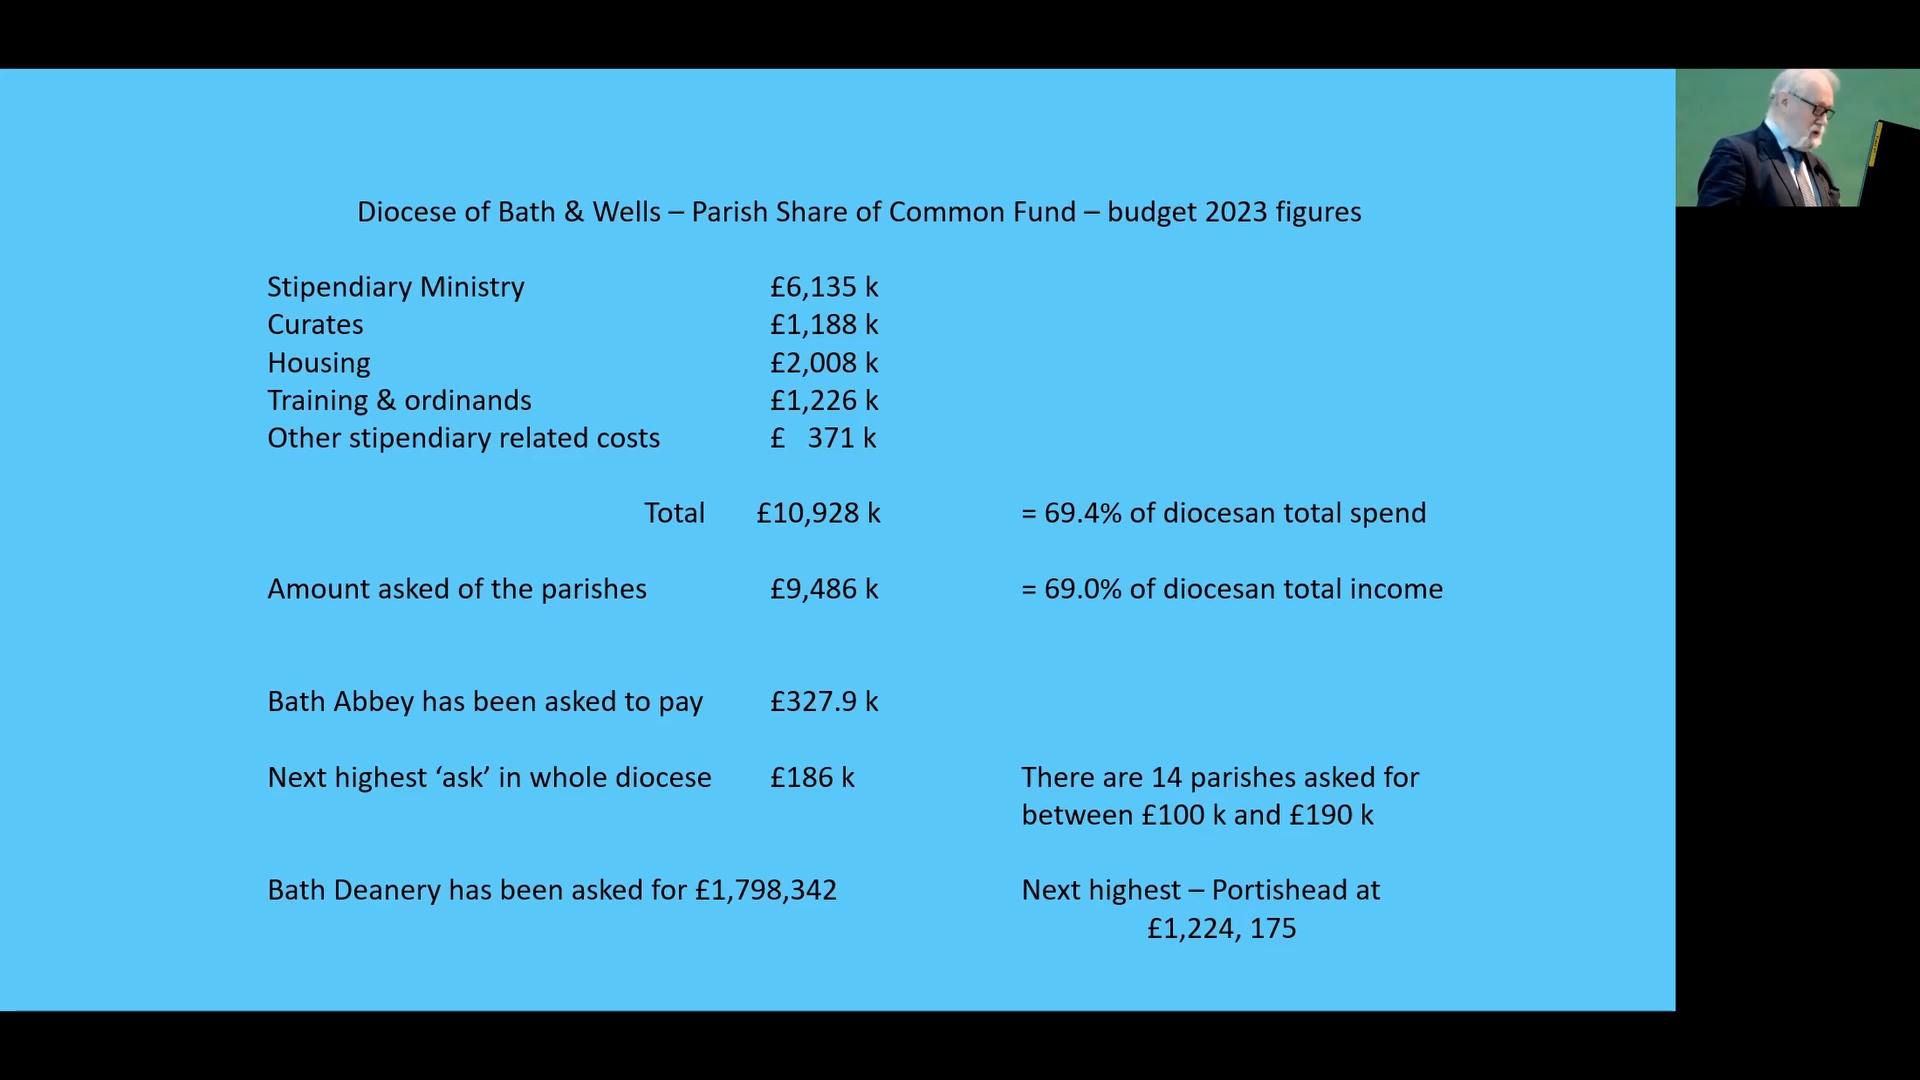 Diocese of Bath & Wells – Parish Share of Common Fund – budget 2023 figures
Stipendiary Ministry £6,135 k
Curates £1,188 k
Housing £2,008 k
Training & ordinands £1,226 k
Other stipendiary related costs £ 371 k
Total £10,928 k = 69.4% of diocesan total spend
Amount asked of the parishes £9,486 k = 69.0% of diocesan total income
Bath Abbey has been asked to pay £327.9 k
Next highest ‘ask’ in whole diocese £186 k There are 14 parishes asked for
between £100 k and £190 k
Bath Deanery has been asked for £1,798,342 Next highest – Portishead at
£1,224, 175